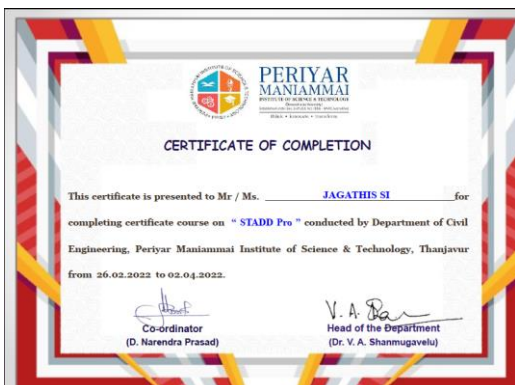 PERIYAR
MANIAMMAI
INSTITUTE OF SCIENCE & TECHNOLOGY
CERTIFICATE OF COMPLETION
This certificate is presented to Mr / Ms. JAGATHIS SI for
completing certificate course on “ STADD Pro ” conducted by Department of Civil
Engineering, Periyar Maniammai Institute of Science & Technology, Thanjavur
from 26.02.2022 to 02.04.2022.
V. A.
Co-ordinator
(D. Narendra Prasad)
Head of the Department
(Dr. V. A. Shanmugavelu)